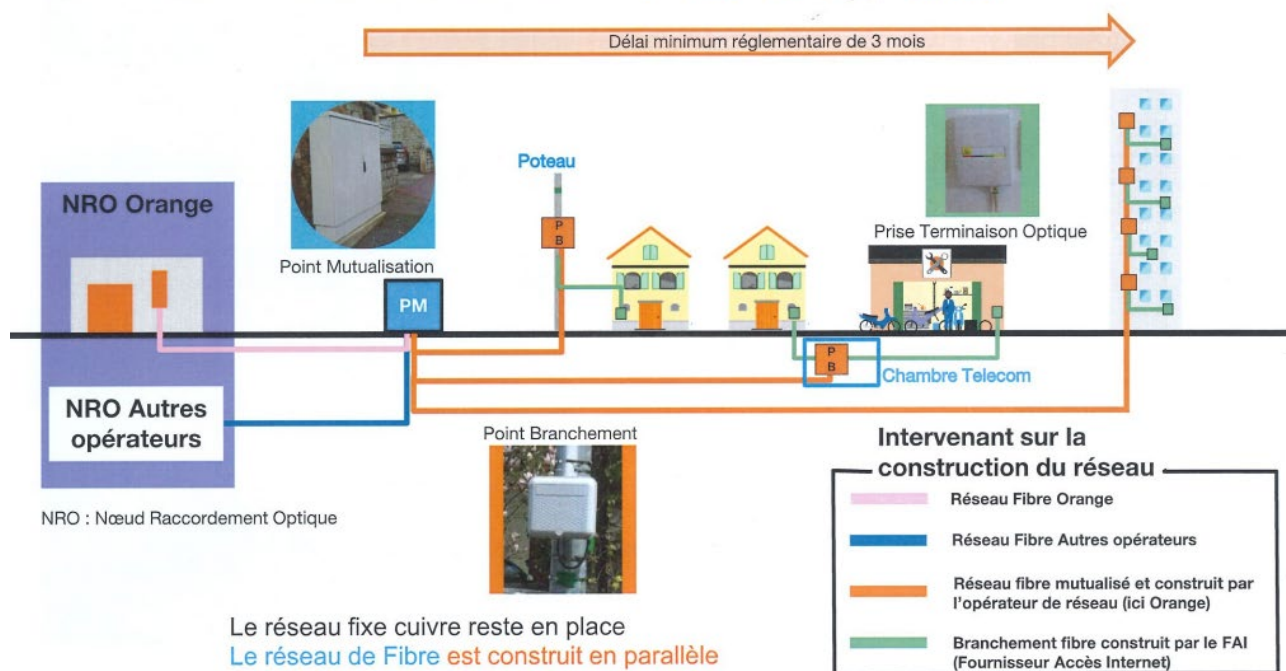 Délai minimum réglementaire de 3 mois
Poteau
NRO Orange
P
B
Prise Terminaison Optique
Point Mutualisation
PM
P
B
Chambre Telecom
NRO Autres
opérateurs
Point Branchement
NRO : Nœud Raccordement Optique
Intervenant sur la
construction du réseau
Réseau Fibre Orange
Réseau Fibre Autres opérateurs
Réseau fibre mutualisé et construit par
l'opérateur de réseau (ici Orange)
Branchement fibre construit par le FAI
(Fournisseur Accès Internet)
Le réseau fixe cuivre reste en place
Le réseau de Fibre est construit en parallèle